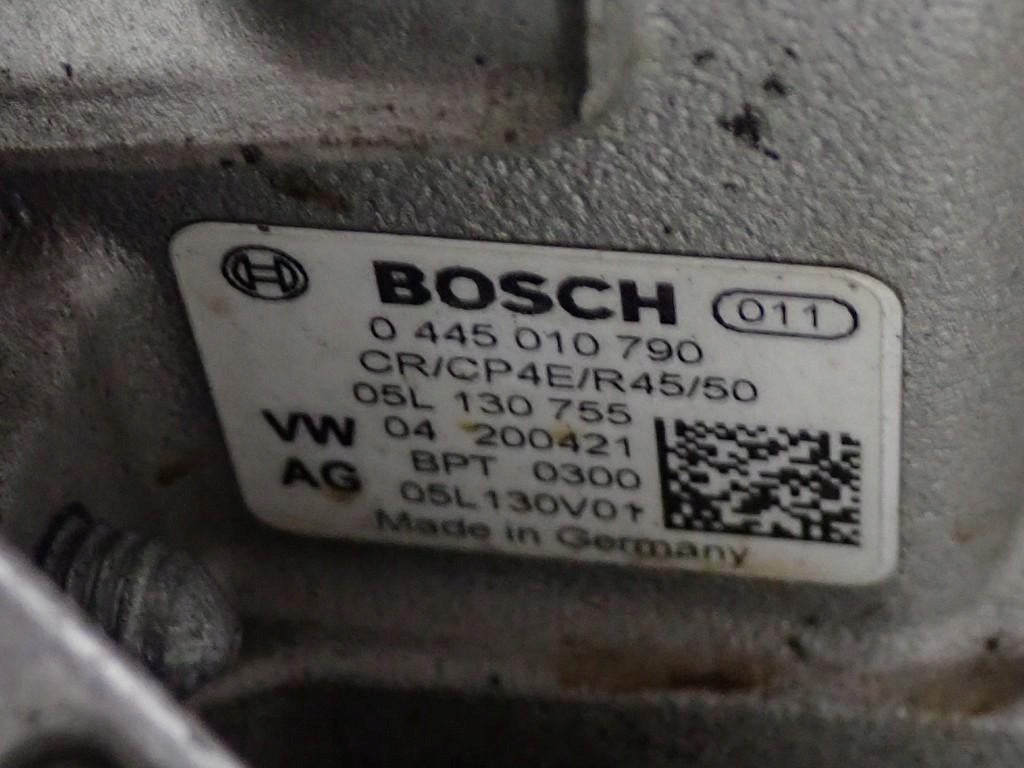 BOSCH 011
0 445 010 790
CR/CP4E/R45/50
05L 130 755
VW 04 200421
AG BPT 0300
05L130V01
Made in Germany